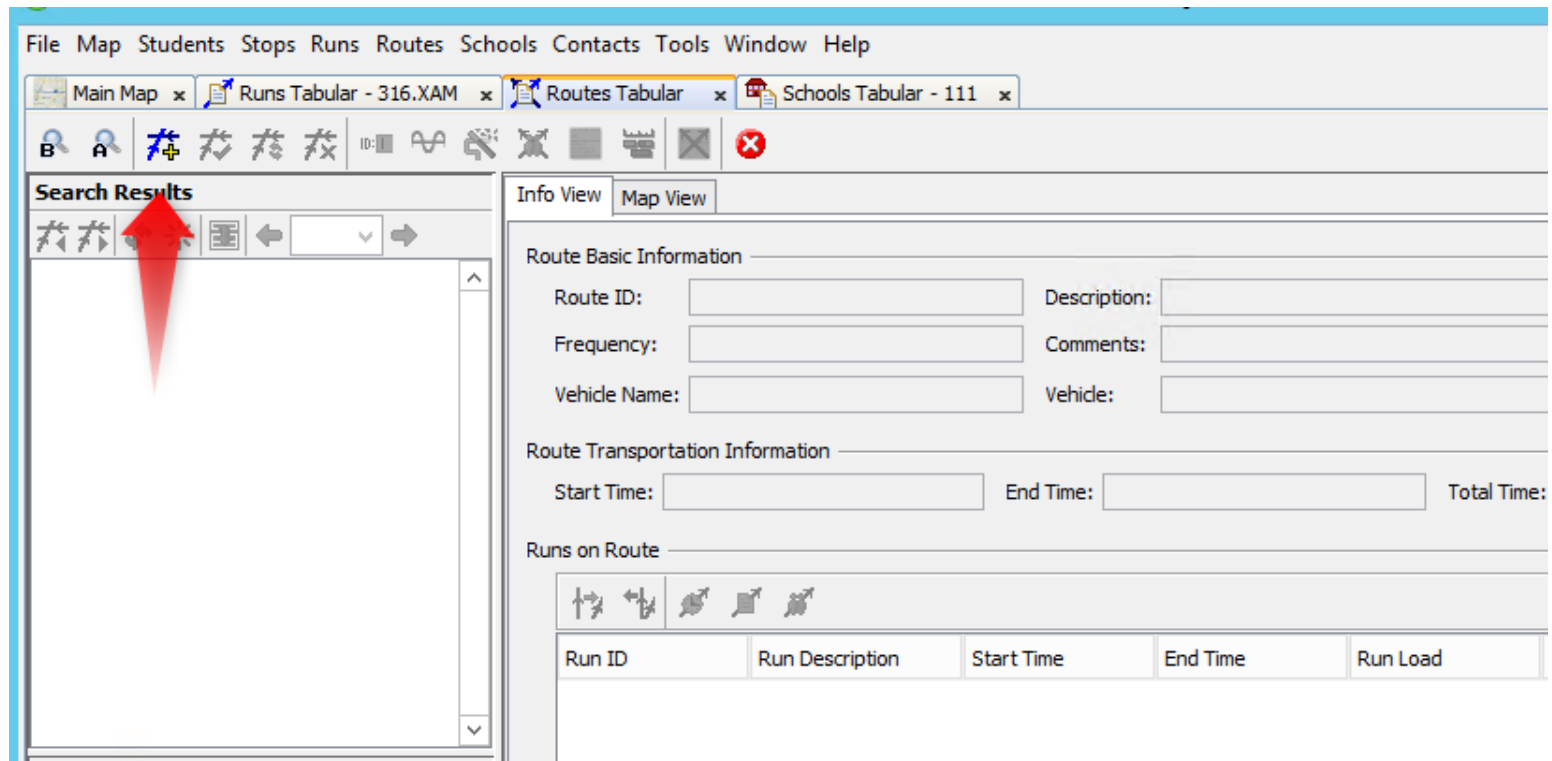 File Map Students Stops Runs Routes Schools Contacts Tools Window Help
Main Map x Runs Tabular - 316.XAM x Routes Tabular x Schools Tabular - 111 x
B A ID:
Search Results
Info View Map View
Route Basic Information
Route ID: Description:
Frequency: Comments:
Vehicle Name: Vehicle:
Route Transportation Information
Start Time: End Time: Total Time:
Runs on Route
Run ID Run Description Start Time End Time Run Load